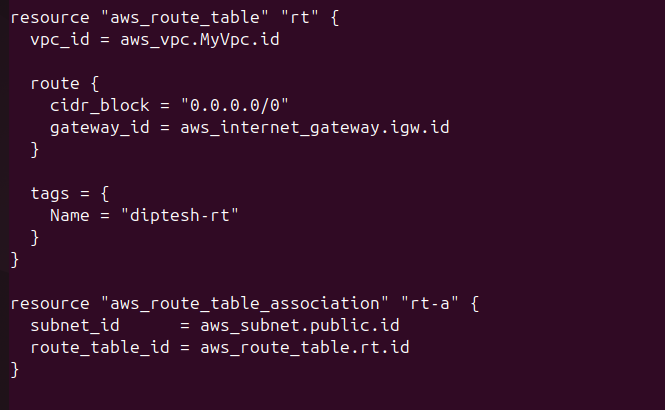 resource "aws_route_table" "rt" {
  vpc_id = aws_vpc.MyVpc.id

  route {
    cidr_block = "0.0.0.0/0"
    gateway_id = aws_internet_gateway.igw.id
  }

  tags = {
    Name = "diptesh-rt"
  }
}

resource "aws_route_table_association" "rt-a" {
  subnet_id      = aws_subnet.public.id
  route_table_id = aws_route_table.rt.id
}